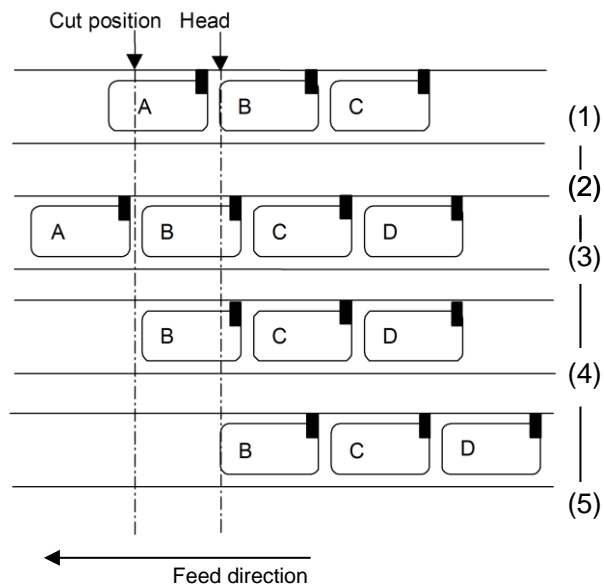 Cut position Head
A B C
(1)
(2)
A B C D
(3)
B C D
(4)
B C D
(5)
Feed direction